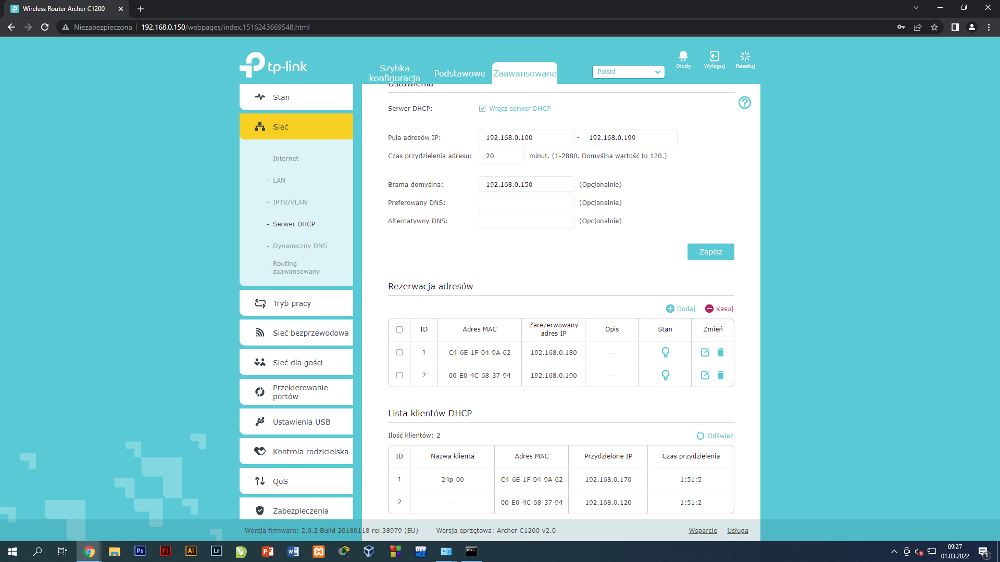 Wireless Router Archer C1200
Niezabezpieczona 192.168.0.150/webpages/index.1516243669548.html
tp-link
Szybka konfiguracja
Podstawowe
Zaawansowane
Polski
Diody
Wyloguj
Resetuj
Stan
Sieć
- Internet
- LAN
- IPTV/VLAN
- Serwer DHCP
- Dynamiczny DNS
- Routing
zaawansowany
Tryb pracy
Sieć bezprzewodowa
Sieć dla gości
Przekierowanie
portów
Ustawienia USB
Kontrola rodzicielska
QoS
Zabezpieczenia
Ustawienia
Serwer DHCP: Włącz serwer DHCP
Pula adresów IP: 192.168.0.100 - 192.168.0.199
Czas przydzielenia adresu: 20 minut. (1-2880. Domyślna wartość to 120.)
Brama domyślna: 192.168.0.150 (Opcjonalnie)
Preferowany DNS: (Opcjonalnie)
Alternatywny DNS: (Opcjonalnie)
Zapisz
Rezerwacja adresów
Dodaj Kasuj
ID Adres MAC Zarezerwowany adres IP Opis Stan Zmień
1 C4-6E-1F-04-9A-62 192.168.0.180 ---
2 00-E0-4C-68-37-94 192.168.0.190 ---
Lista klientów DHCP
Ilość klientów: 2 Odśwież
ID Nazwa klienta Adres MAC Przydzielone IP Czas przydzielenia
1 24p-00 C4-6E-1F-04-9A-62 192.168.0.170 1:51:5
2 -- 00-E0-4C-68-37-94 192.168.0.120 1:51:2
Wersja firmware: 2.0.2 Build 20180118 rel.38979 (EU) Wersja sprzętowa: Archer C1200 v2.0 Wsparcie Usługa
Ps
Fl
Ai
Lr
P
W
DEV
09:27
01.03.2022
1